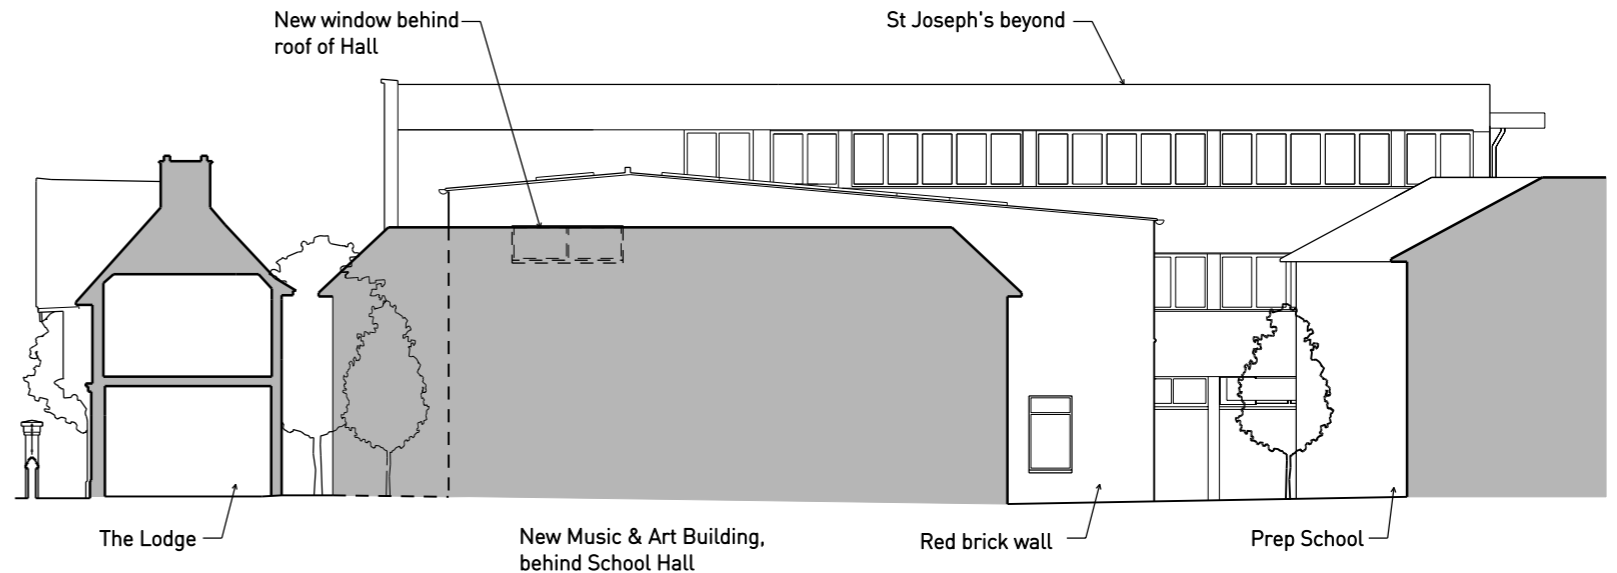 New window behind
roof of Hall
St Joseph's beyond
The Lodge
New Music & Art Building,
behind School Hall
Red brick wall
Prep School